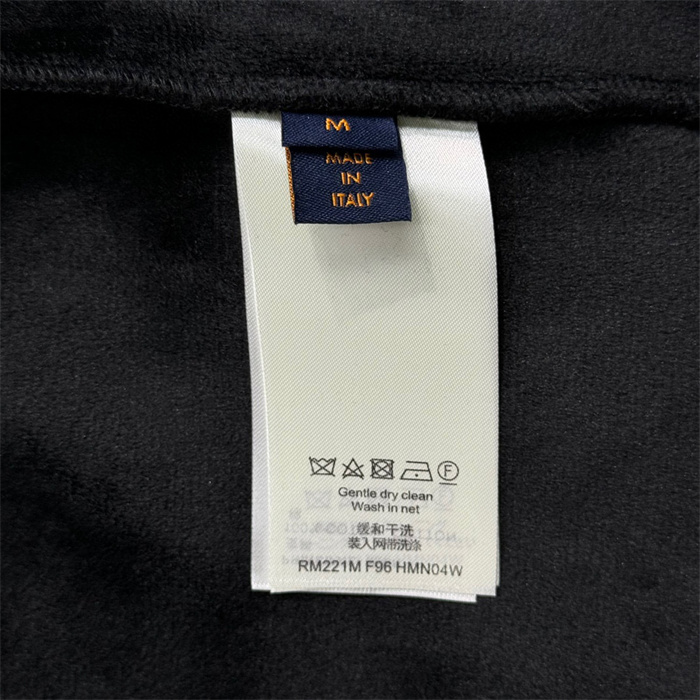 M
MADE
IN
ITALY
F
Gentle dry clean
Wash in net
缓和干洗
装入网带洗涤
RM221M F96 HMN04W